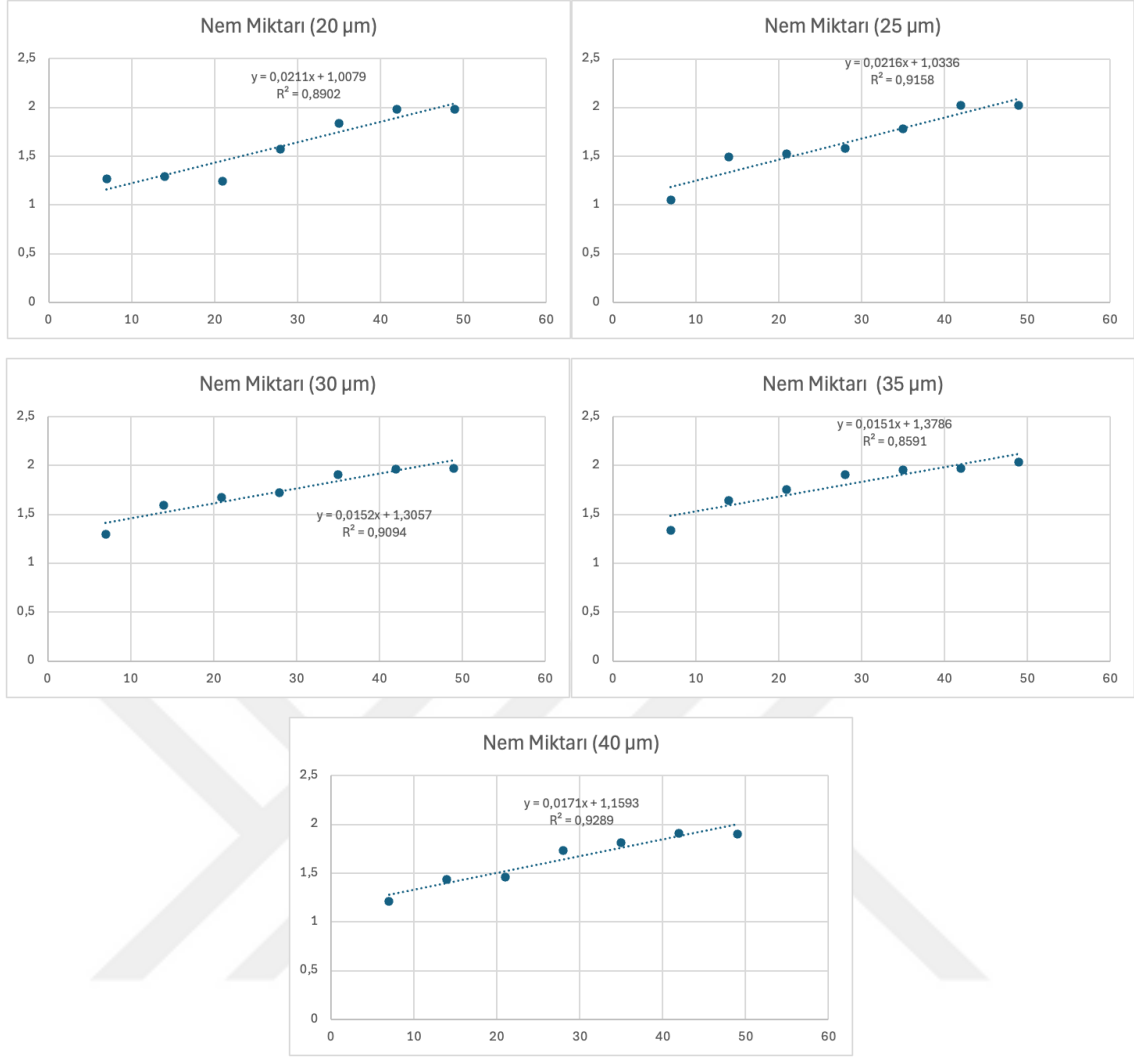 Nem Miktarı (20 µm)
y = 0,0211x + 1,0079
R² = 0,8902
2,5
2
1,5
1
0,5
0
0 10 20 30 40 50 60
Nem Miktarı (25 µm)
y = 0,0216x + 1,0336
R² = 0,9158
2,5
2
1,5
1
0,5
0
0 10 20 30 40 50 60
Nem Miktarı (30 µm)
2,5
2
1,5
y = 0,0152x + 1,3057
R² = 0,9094
1
0,5
0
0 10 20 30 40 50 60
Nem Miktarı (35 µm)
y = 0,0151x + 1,3786
R² = 0,8591
2,5
2
1,5
1
0,5
0
0 10 20 30 40 50 60
Nem Miktarı (40 µm)
y = 0,0171x + 1,1593
R² = 0,9289
2,5
2
1,5
1
0,5
0
0 10 20 30 40 50 60